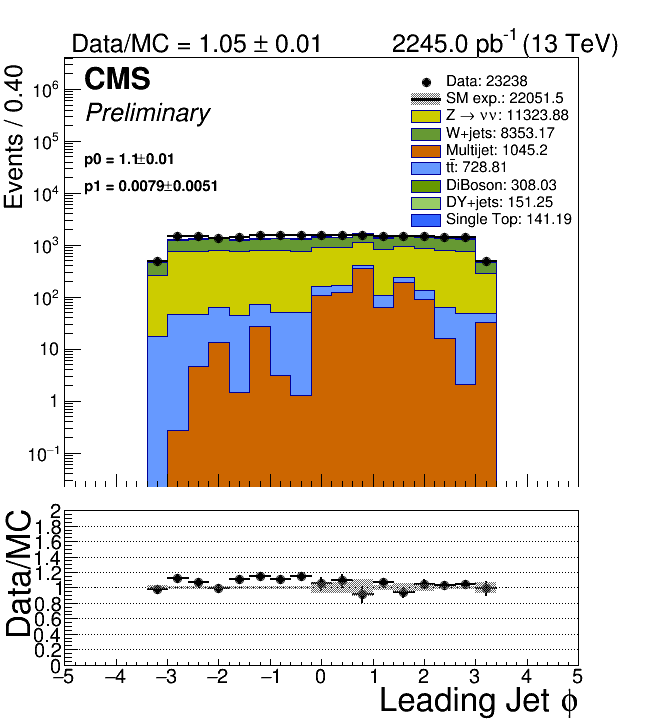 Data/MC = 1.05 ± 0.01 2245.0 pb⁻¹ (13 TeV)
CMS
Preliminary
p0 = 1.1±0.01
p1 = 0.0079±0.0051
Data: 23238
SM exp.: 22051.5
Z → νν: 11323.88
W+jets: 8353.17
Multijet: 1045.2
tt̄: 728.81
DiBoson: 308.03
DY+jets: 151.25
Single Top: 141.19
Events / 0.40
10⁶
10⁵
10⁴
10³
10²
10
1
10⁻¹
Data/MC
2
1.8
1.6
1.4
1.2
1
0.8
0.6
0.4
0.2
0
−5 −4 −3 −2 −1 0 1 2 3 4 5
Leading Jet ϕ